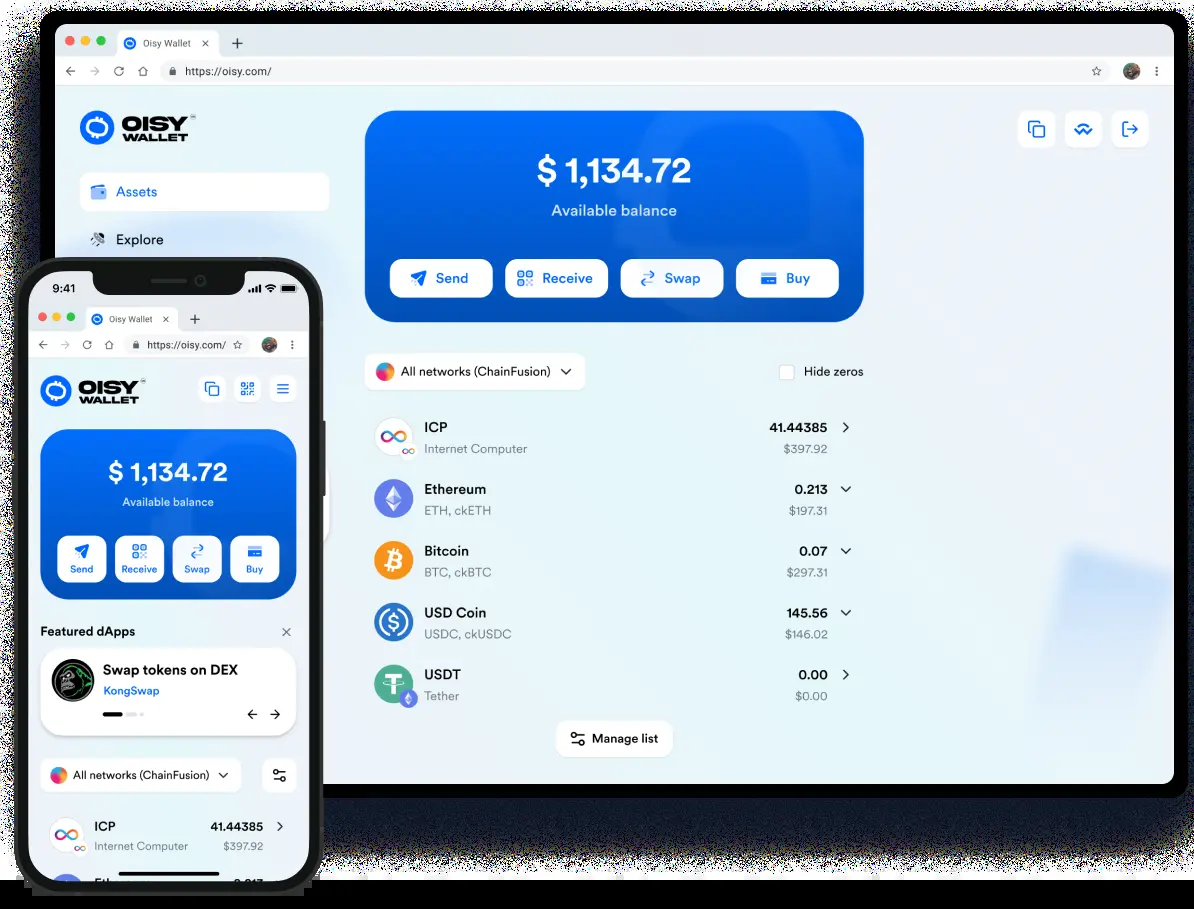 Oisy Wallet
https://oisy.com/
OISY
WALLET
$ 1,134.72
Available balance
Assets
Explore
Send
Receive
Swap
Buy
All networks (ChainFusion)
Hide zeros
ICP
41.44385
Internet Computer
$397.92
Ethereum
0.213
ETH, ckETH
$197.31
Bitcoin
0.07
BTC, ckBTC
$297.31
USD Coin
145.56
USDC, ckUSDC
$146.02
USDT
0.00
Tether
$0.00
Manage list
9:41
Oisy Wallet
https://oisy.com/
OISY
WALLET
$ 1,134.72
Available balance
Send
Receive
Swap
Buy
Featured dApps
Swap tokens on DEX
KongSwap
All networks (ChainFusion)
ICP
41.44385
Internet Computer
$397.92